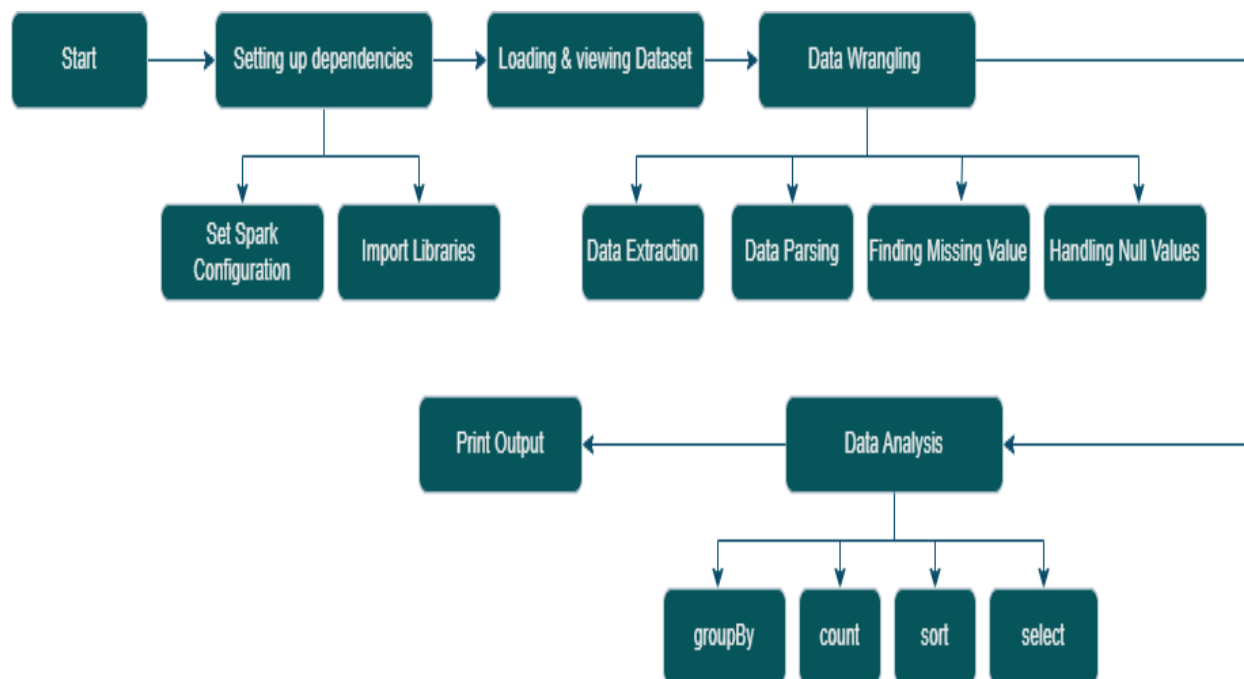 Start
Setting up dependencies
Loading & viewing Dataset
Data Wrangling
Set Spark
Configuration
Import Libraries
Data Extraction
Data Parsing
Finding Missing Value
Handling Null Values
Print Output
Data Analysis
groupBy
count
sort
select